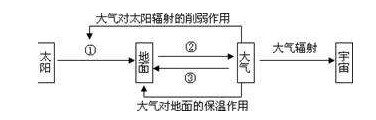 大气对太阳辐射的削弱作用
太阳
①
地面
②
③
大气
大气辐射
宇宙
大气对地面的保温作用